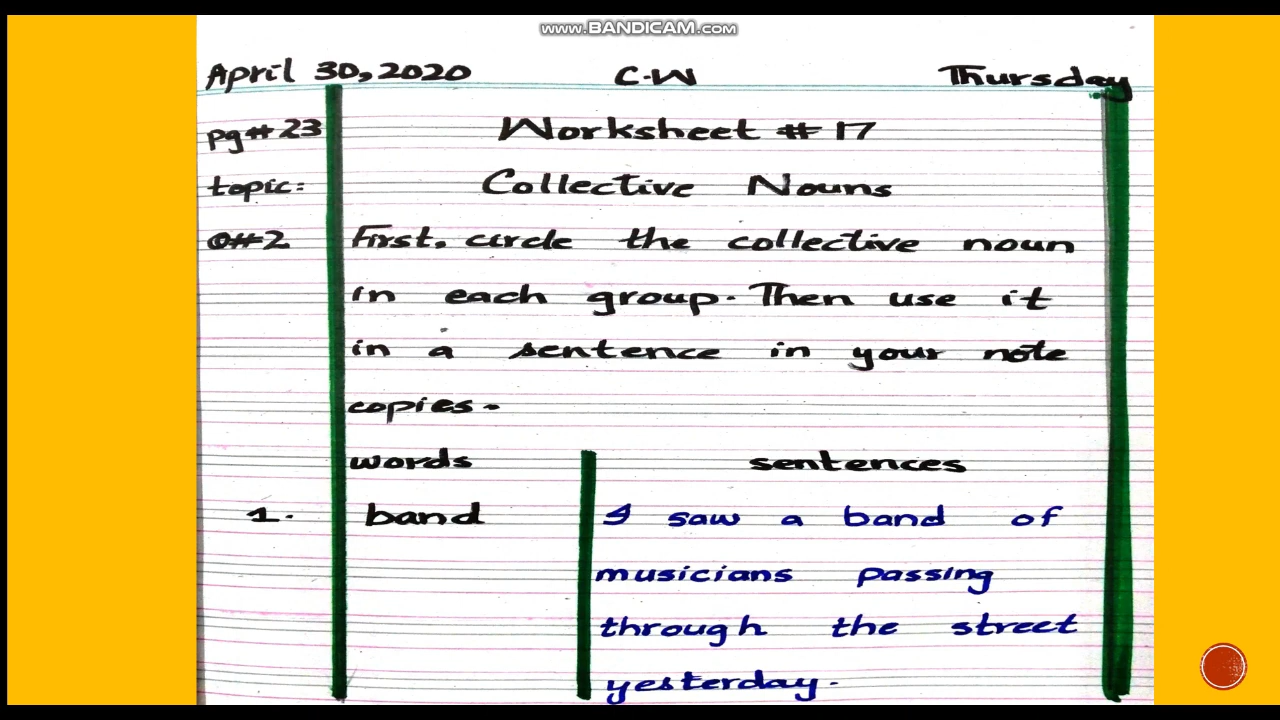 www.BANDICAM.com
April 30, 2020 C.W Thursday
pg# 23 Worksheet # 17
topic: Collective Nouns
Q#2 First, circle the collective noun
in each group. Then use it
in a sentence in your note
copies.
words sentences
1. band I saw a band of
musicians passing
through the street
yesterday.